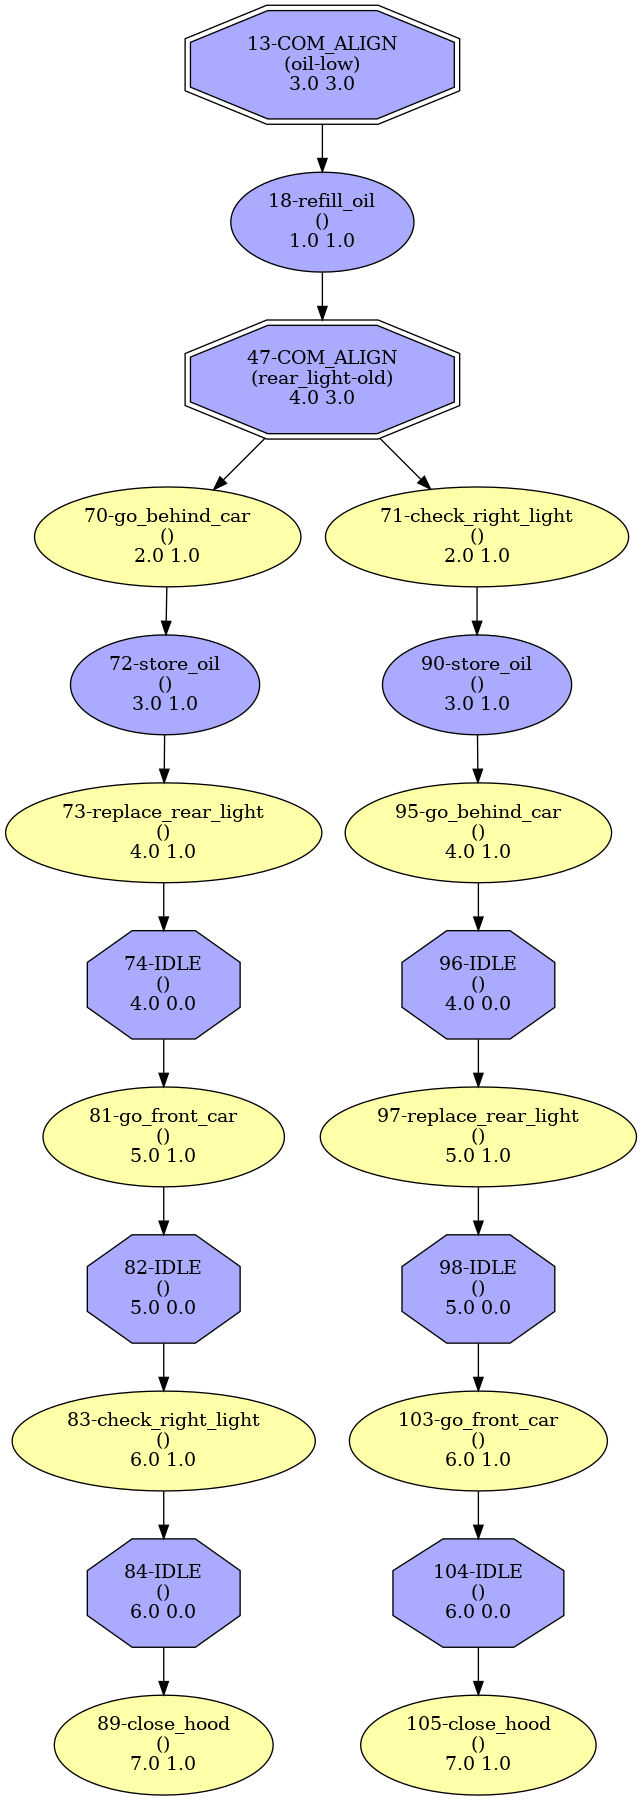 13-COM_ALIGN
(oil-low)
3.0 3.0
18-refill_oil
()
1.0 1.0
47-COM_ALIGN
(rear_light-old)
4.0 3.0
70-go_behind_car
()
2.0 1.0
71-check_right_light
()
2.0 1.0
72-store_oil
()
3.0 1.0
90-store_oil
()
3.0 1.0
73-replace_rear_light
()
4.0 1.0
95-go_behind_car
()
4.0 1.0
74-IDLE
()
4.0 0.0
96-IDLE
()
4.0 0.0
81-go_front_car
()
5.0 1.0
97-replace_rear_light
()
5.0 1.0
82-IDLE
()
5.0 0.0
98-IDLE
()
5.0 0.0
83-check_right_light
()
6.0 1.0
103-go_front_car
()
6.0 1.0
84-IDLE
()
6.0 0.0
104-IDLE
()
6.0 0.0
89-close_hood
()
7.0 1.0
105-close_hood
()
7.0 1.0